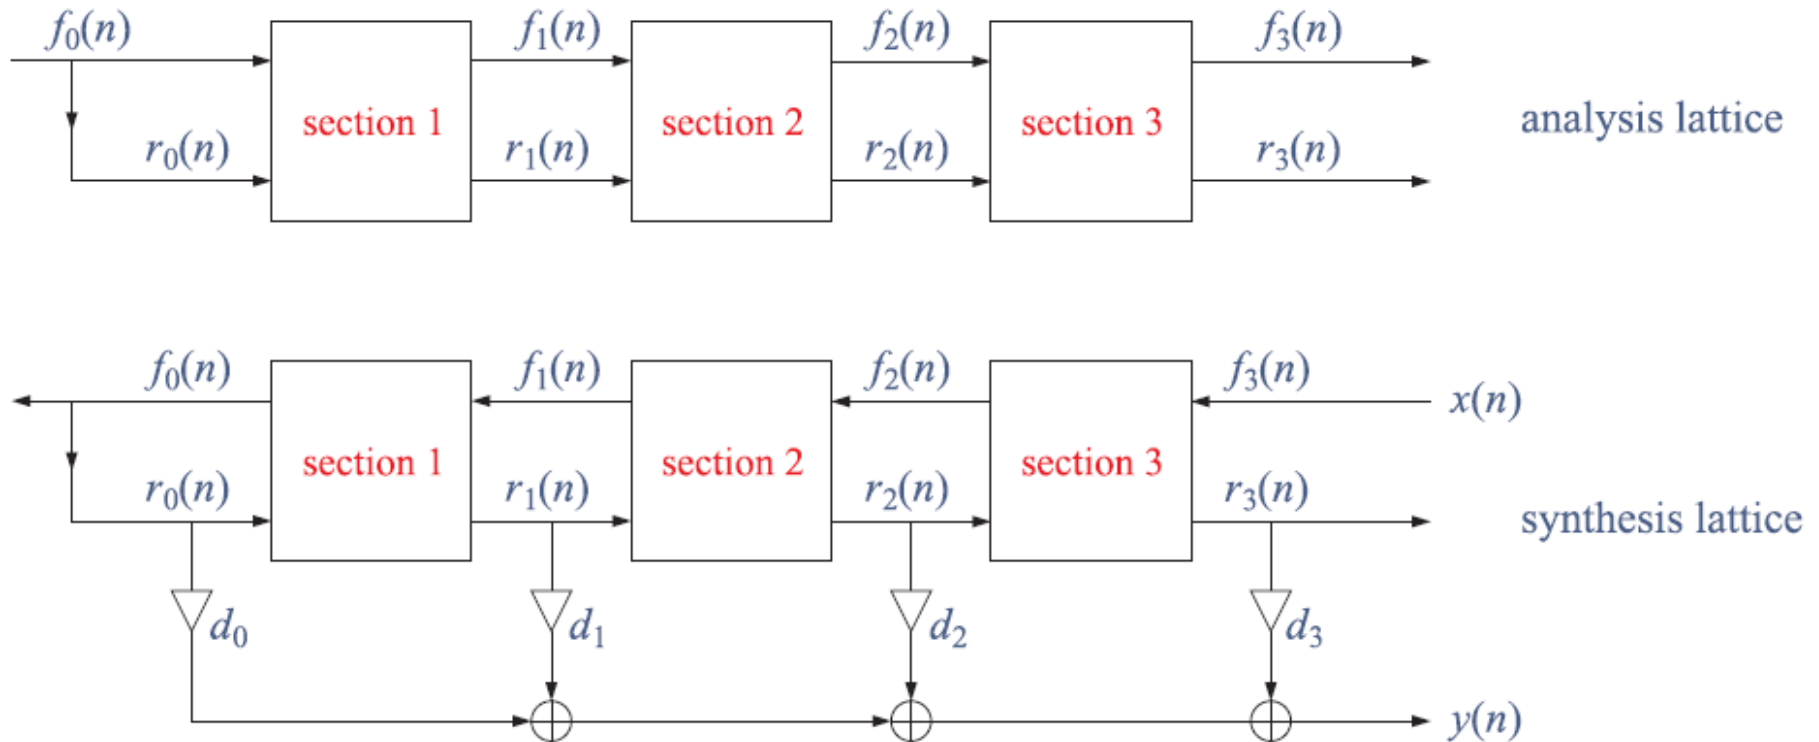 f₀(n) f₁(n) f₂(n) f₃(n)
section 1 section 2 section 3 analysis lattice
r₀(n) r₁(n) r₂(n) r₃(n)
f₀(n) f₁(n) f₂(n) f₃(n) x(n)
section 1 section 2 section 3
r₀(n) r₁(n) r₂(n) r₃(n) synthesis lattice
d₀ d₁ d₂ d₃
y(n)